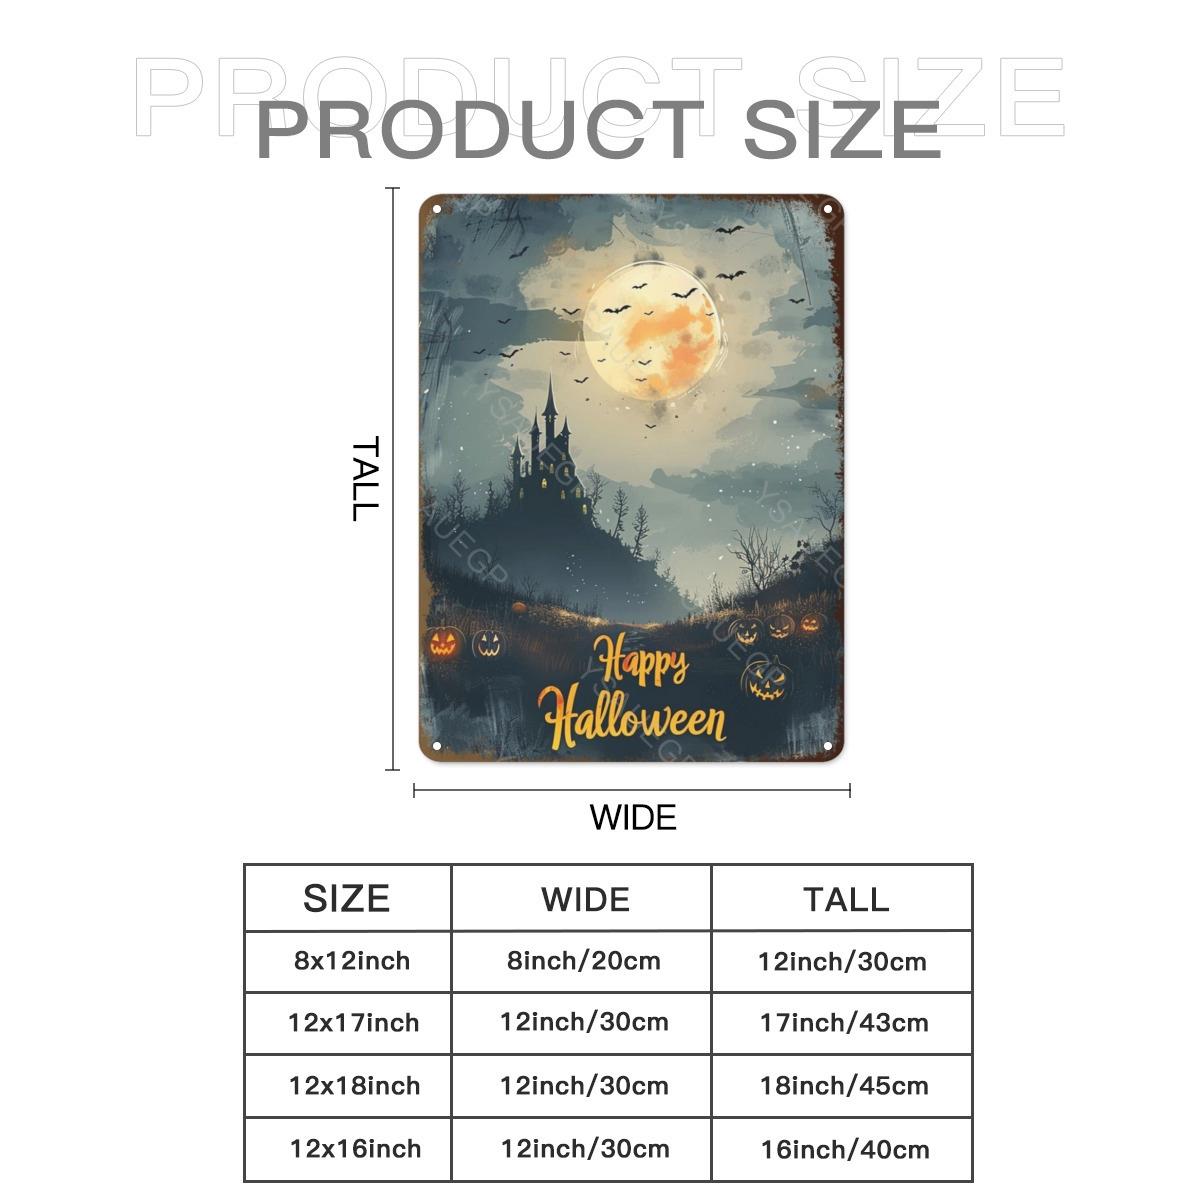 PRODUCT SIZE
PRODUCT SIZE
TALL
Happy
Halloween
WIDE
SIZE WIDE TALL
8x12inch 8inch/20cm 12inch/30cm
12x17inch 12inch/30cm 17inch/43cm
12x18inch 12inch/30cm 18inch/45cm
12x16inch 12inch/30cm 16inch/40cm